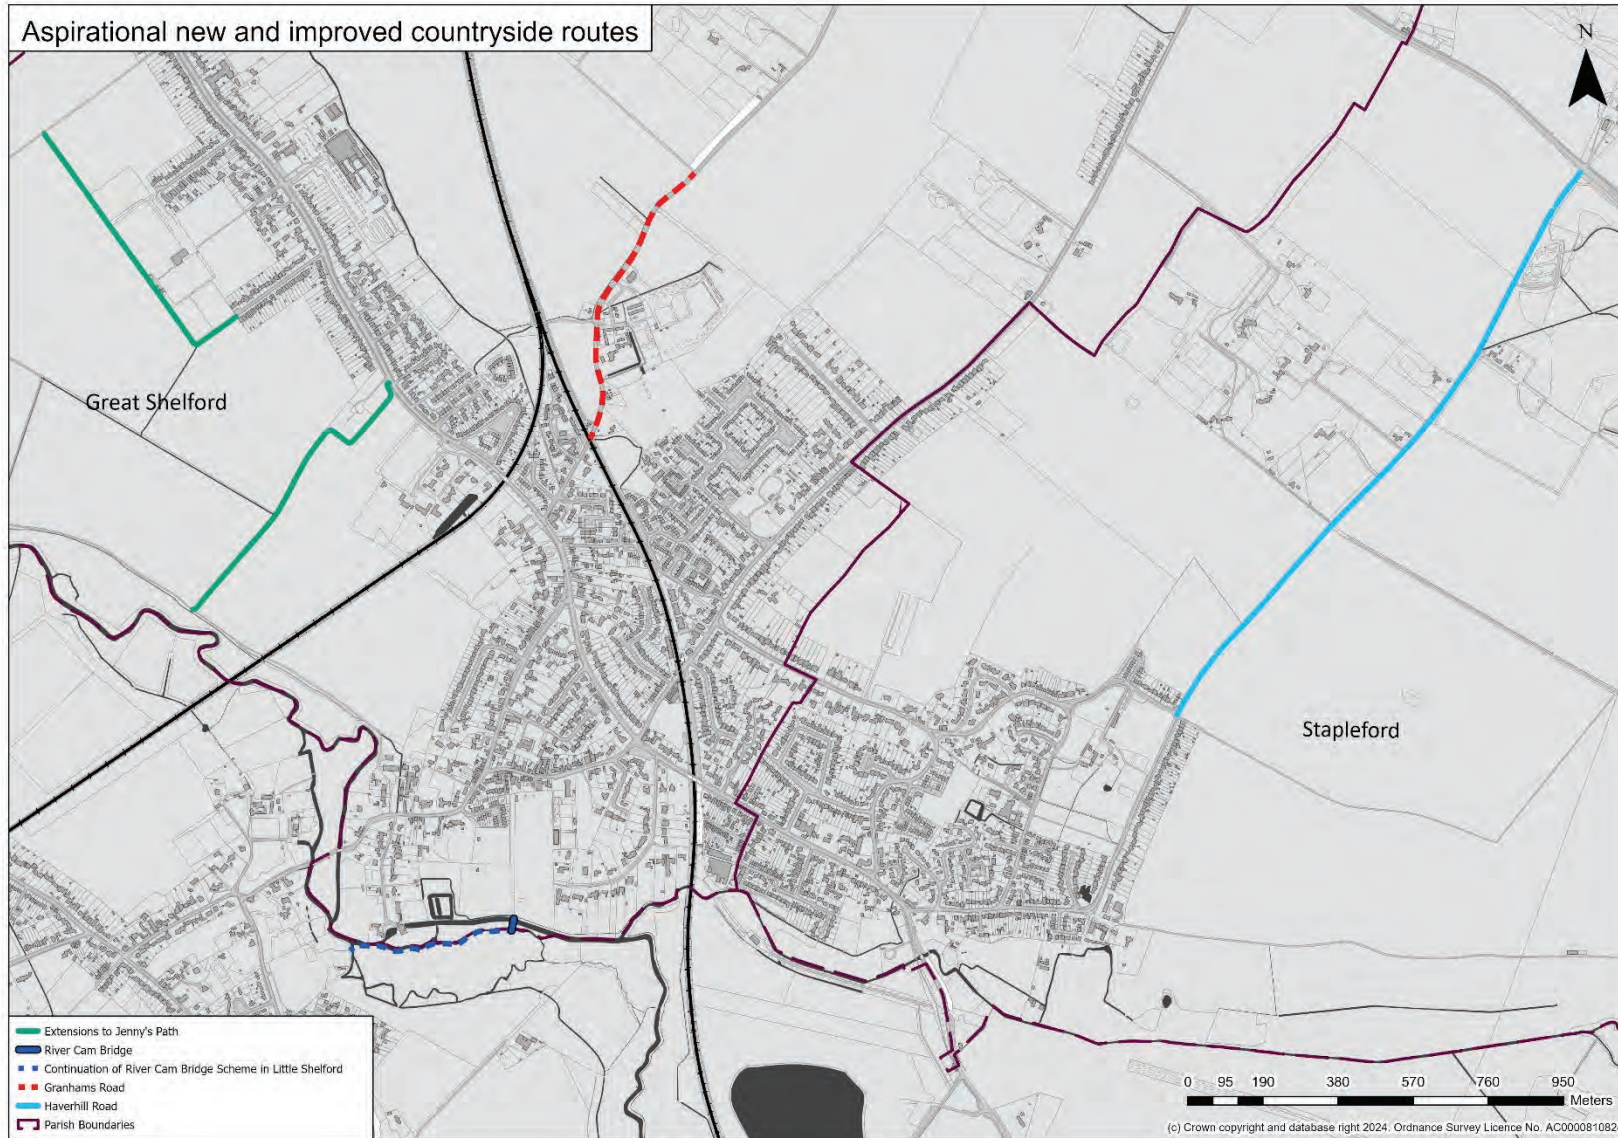 Aspirational new and improved countryside routes
N
Great Shelford
Stapleford
Extensions to Jenny's Path
River Cam Bridge
Continuation of River Cam Bridge Scheme in Little Shelford
Granhams Road
Haverhill Road
Parish Boundaries
0 95 190 380 570 760 950
Meters
(c) Crown copyright and database right 2024. Ordnance Survey Licence No. AC000081082